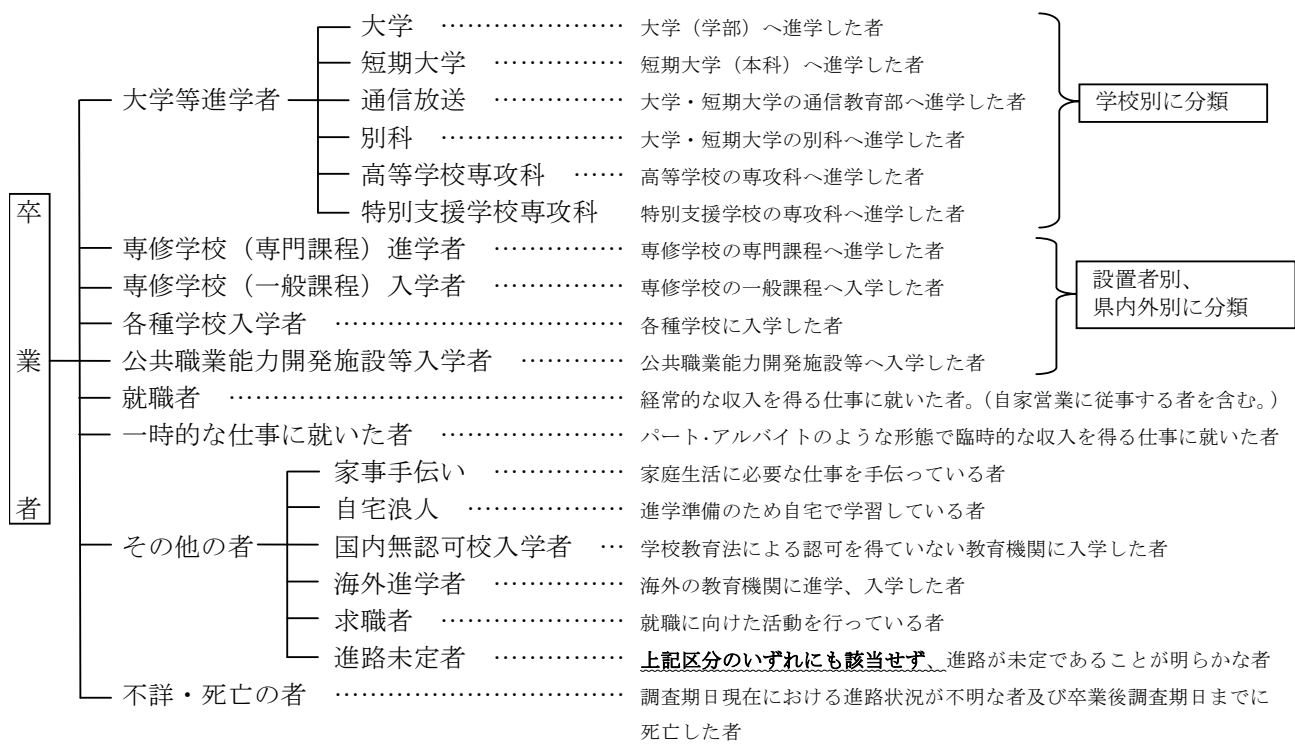 大学 ………………… 大学（学部）へ進学した者
短期大学 …………… 短期大学（本科）へ進学した者
大学等進学者 通信放送 …………… 大学・短期大学の通信教育部へ進学した者 学校別に分類
別科 ………………… 大学・短期大学の別科へ進学した者
高等学校専攻科 …… 高等学校の専攻科へ進学した者
特別支援学校専攻科 特別支援学校の専攻科へ進学した者
専修学校（専門課程）進学者 …………… 専修学校の専門課程へ進学した者
専修学校（一般課程）入学者 …………… 専修学校の一般課程へ入学した者
設置者別、
県内外別に分類
各種学校入学者 ……………………………… 各種学校に入学した者
公共職業能力開発施設等入学者 ………… 公共職業能力開発施設等へ入学した者
卒業者
就職者 ………………………………………… 経常的な収入を得る仕事に就いた者。（自家営業に従事する者を含む。）
一時的な仕事に就いた者 ………………… パート・アルバイトのような形態で臨時的な収入を得る仕事に就いた者
家事手伝い …………… 家庭生活に必要な仕事を手伝っている者
自宅浪人 ……………… 進学準備のため自宅で学習している者
その他の者 国内無認可校入学者 … 学校教育法による認可を得ていない教育機関に入学した者
海外進学者 …………… 海外の教育機関に進学、入学した者
求職者 ………………… 就職に向けた活動を行っている者
進路未定者 …………… 上記区分のいずれにも該当せず、進路が未定であることが明らかな者
不詳・死亡の者 ……………………………… 調査期日現在における進路状況が不明な者及び卒業後調査期日までに
死亡した者